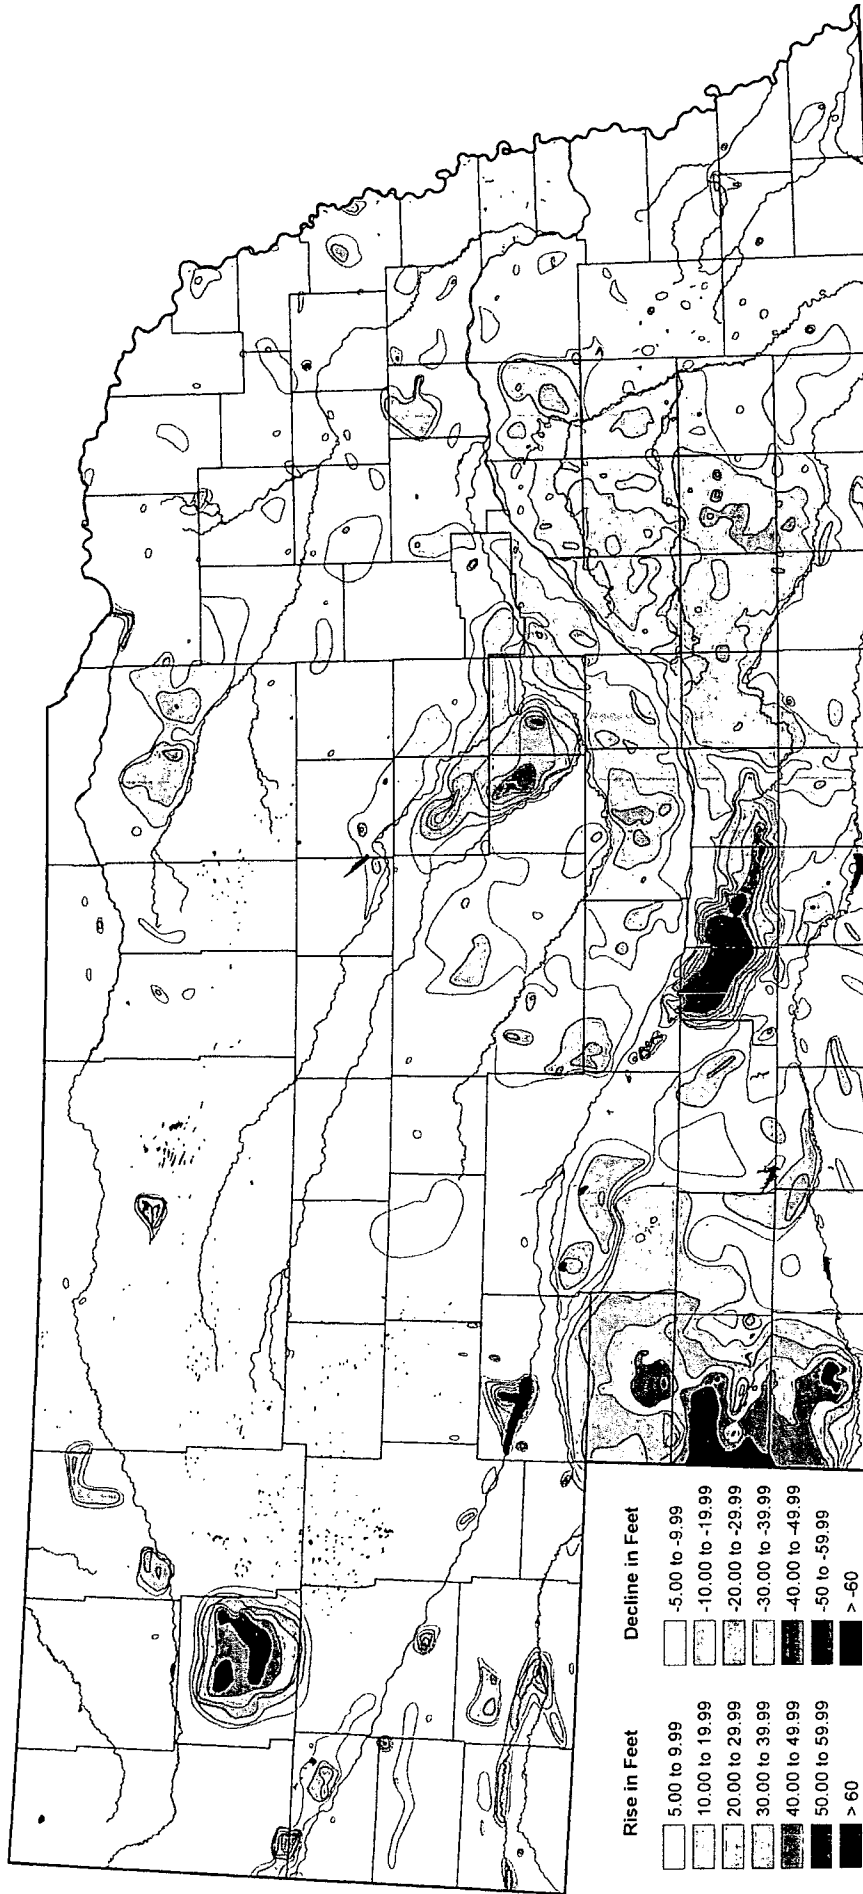 Rise in Feet
5.00 to 9.99
10.00 to 19.99
20.00 to 29.99
30.00 to 39.99
40.00 to 49.99
50.00 to 59.99
> 60
Decline in Feet
-5.00 to -9.99
-10.00 to -19.99
-20.00 to -29.99
-30.00 to -39.99
-40.00 to -49.99
-50 to -59.99
> -60